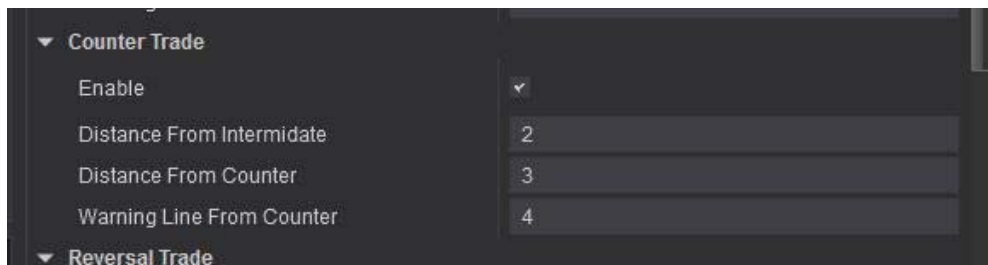 Counter Trade
Enable
Distance From Intermidate 2
Distance From Counter 3
Warning Line From Counter 4
Reversal Trade